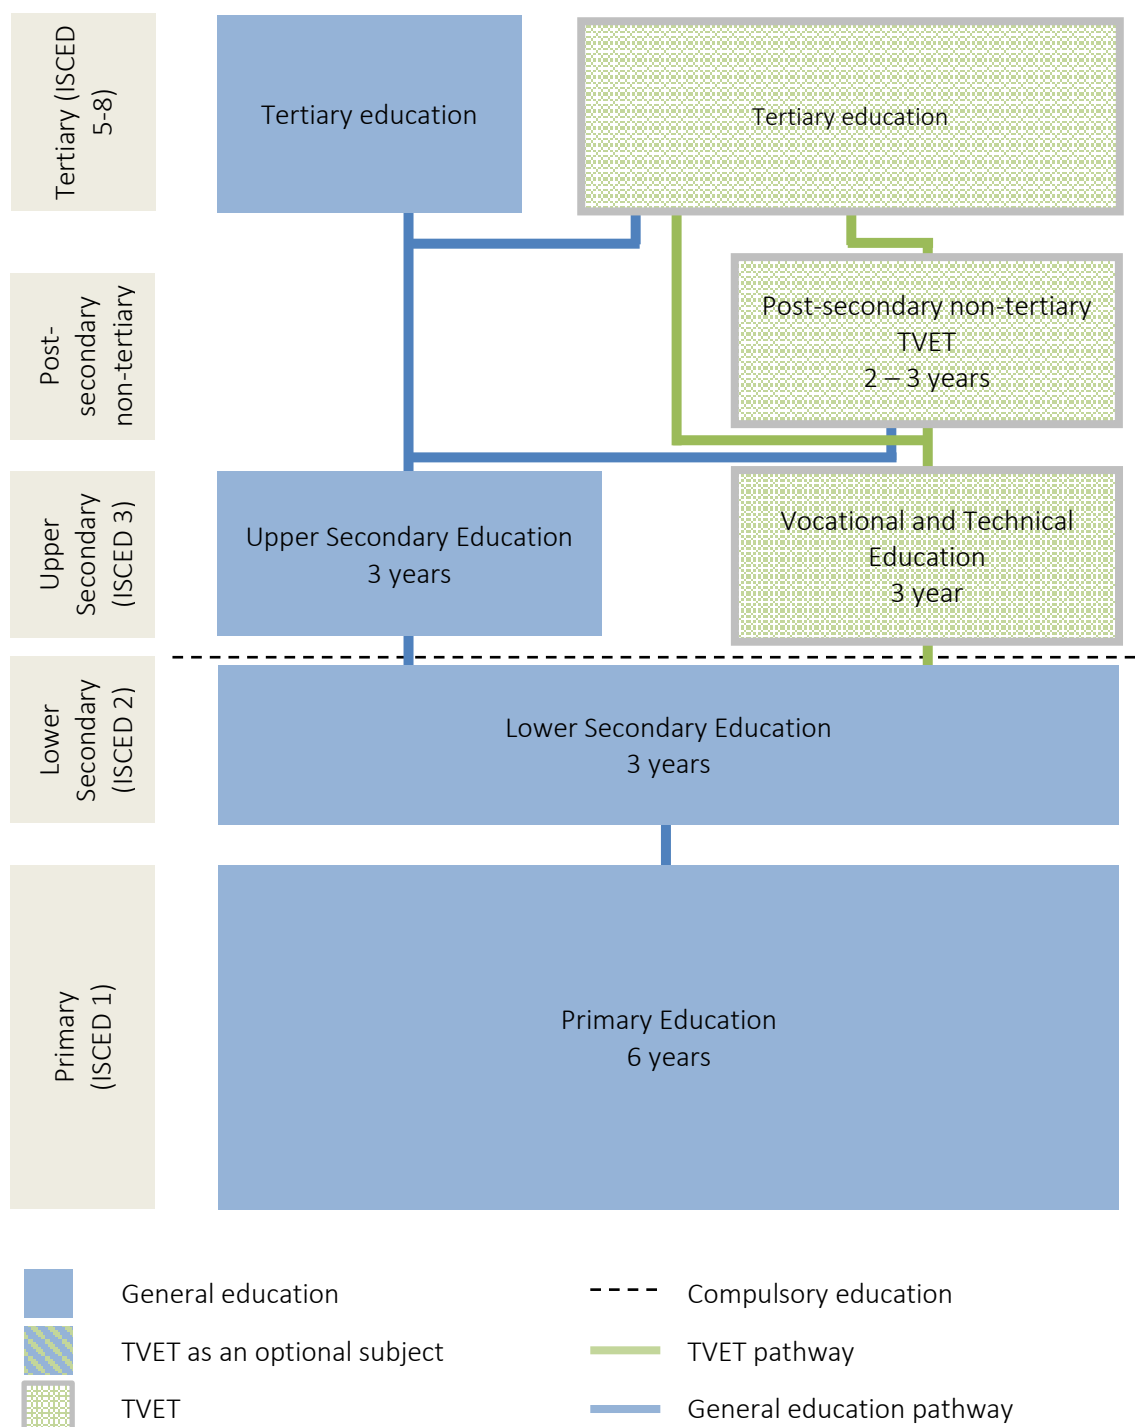 Tertiary (ISCED
5-8)
Tertiary education
Tertiary education
Post-
secondary
non-tertiary
Post-secondary non-tertiary
TVET
2 – 3 years
Upper
Secondary
(ISCED 3)
Upper Secondary Education
3 years
Vocational and Technical
Education
3 year
Lower
Secondary
(ISCED 2)
Lower Secondary Education
3 years
Primary
(ISCED 1)
Primary Education
6 years
General education
Compulsory education
TVET as an optional subject
TVET pathway
TVET
General education pathway